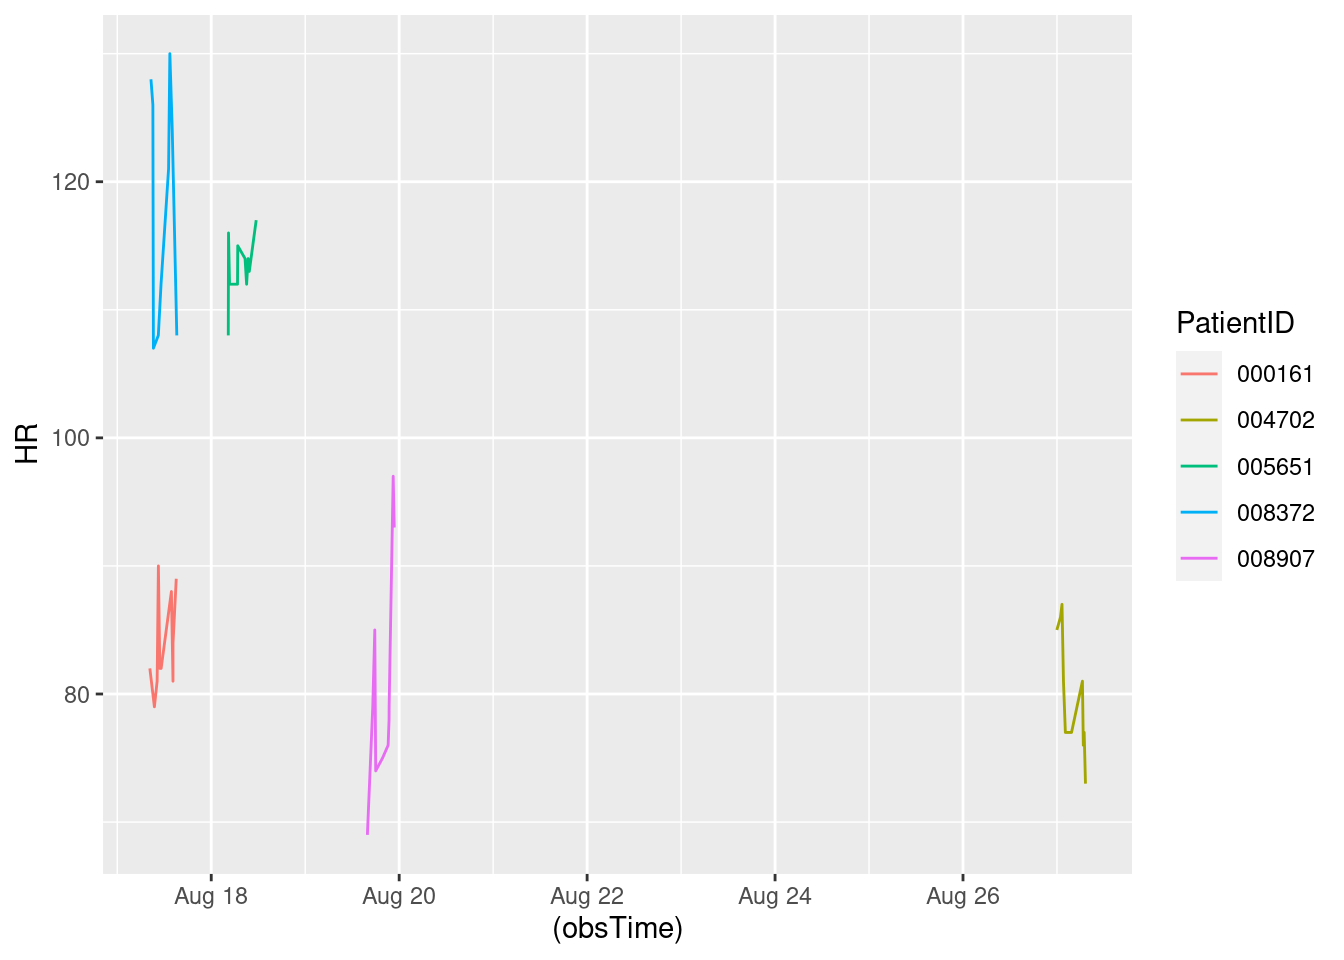 HR
120
100
80
Aug 18
Aug 20
Aug 22
Aug 24
Aug 26
(obsTime)
PatientID
000161
004702
005651
008372
008907